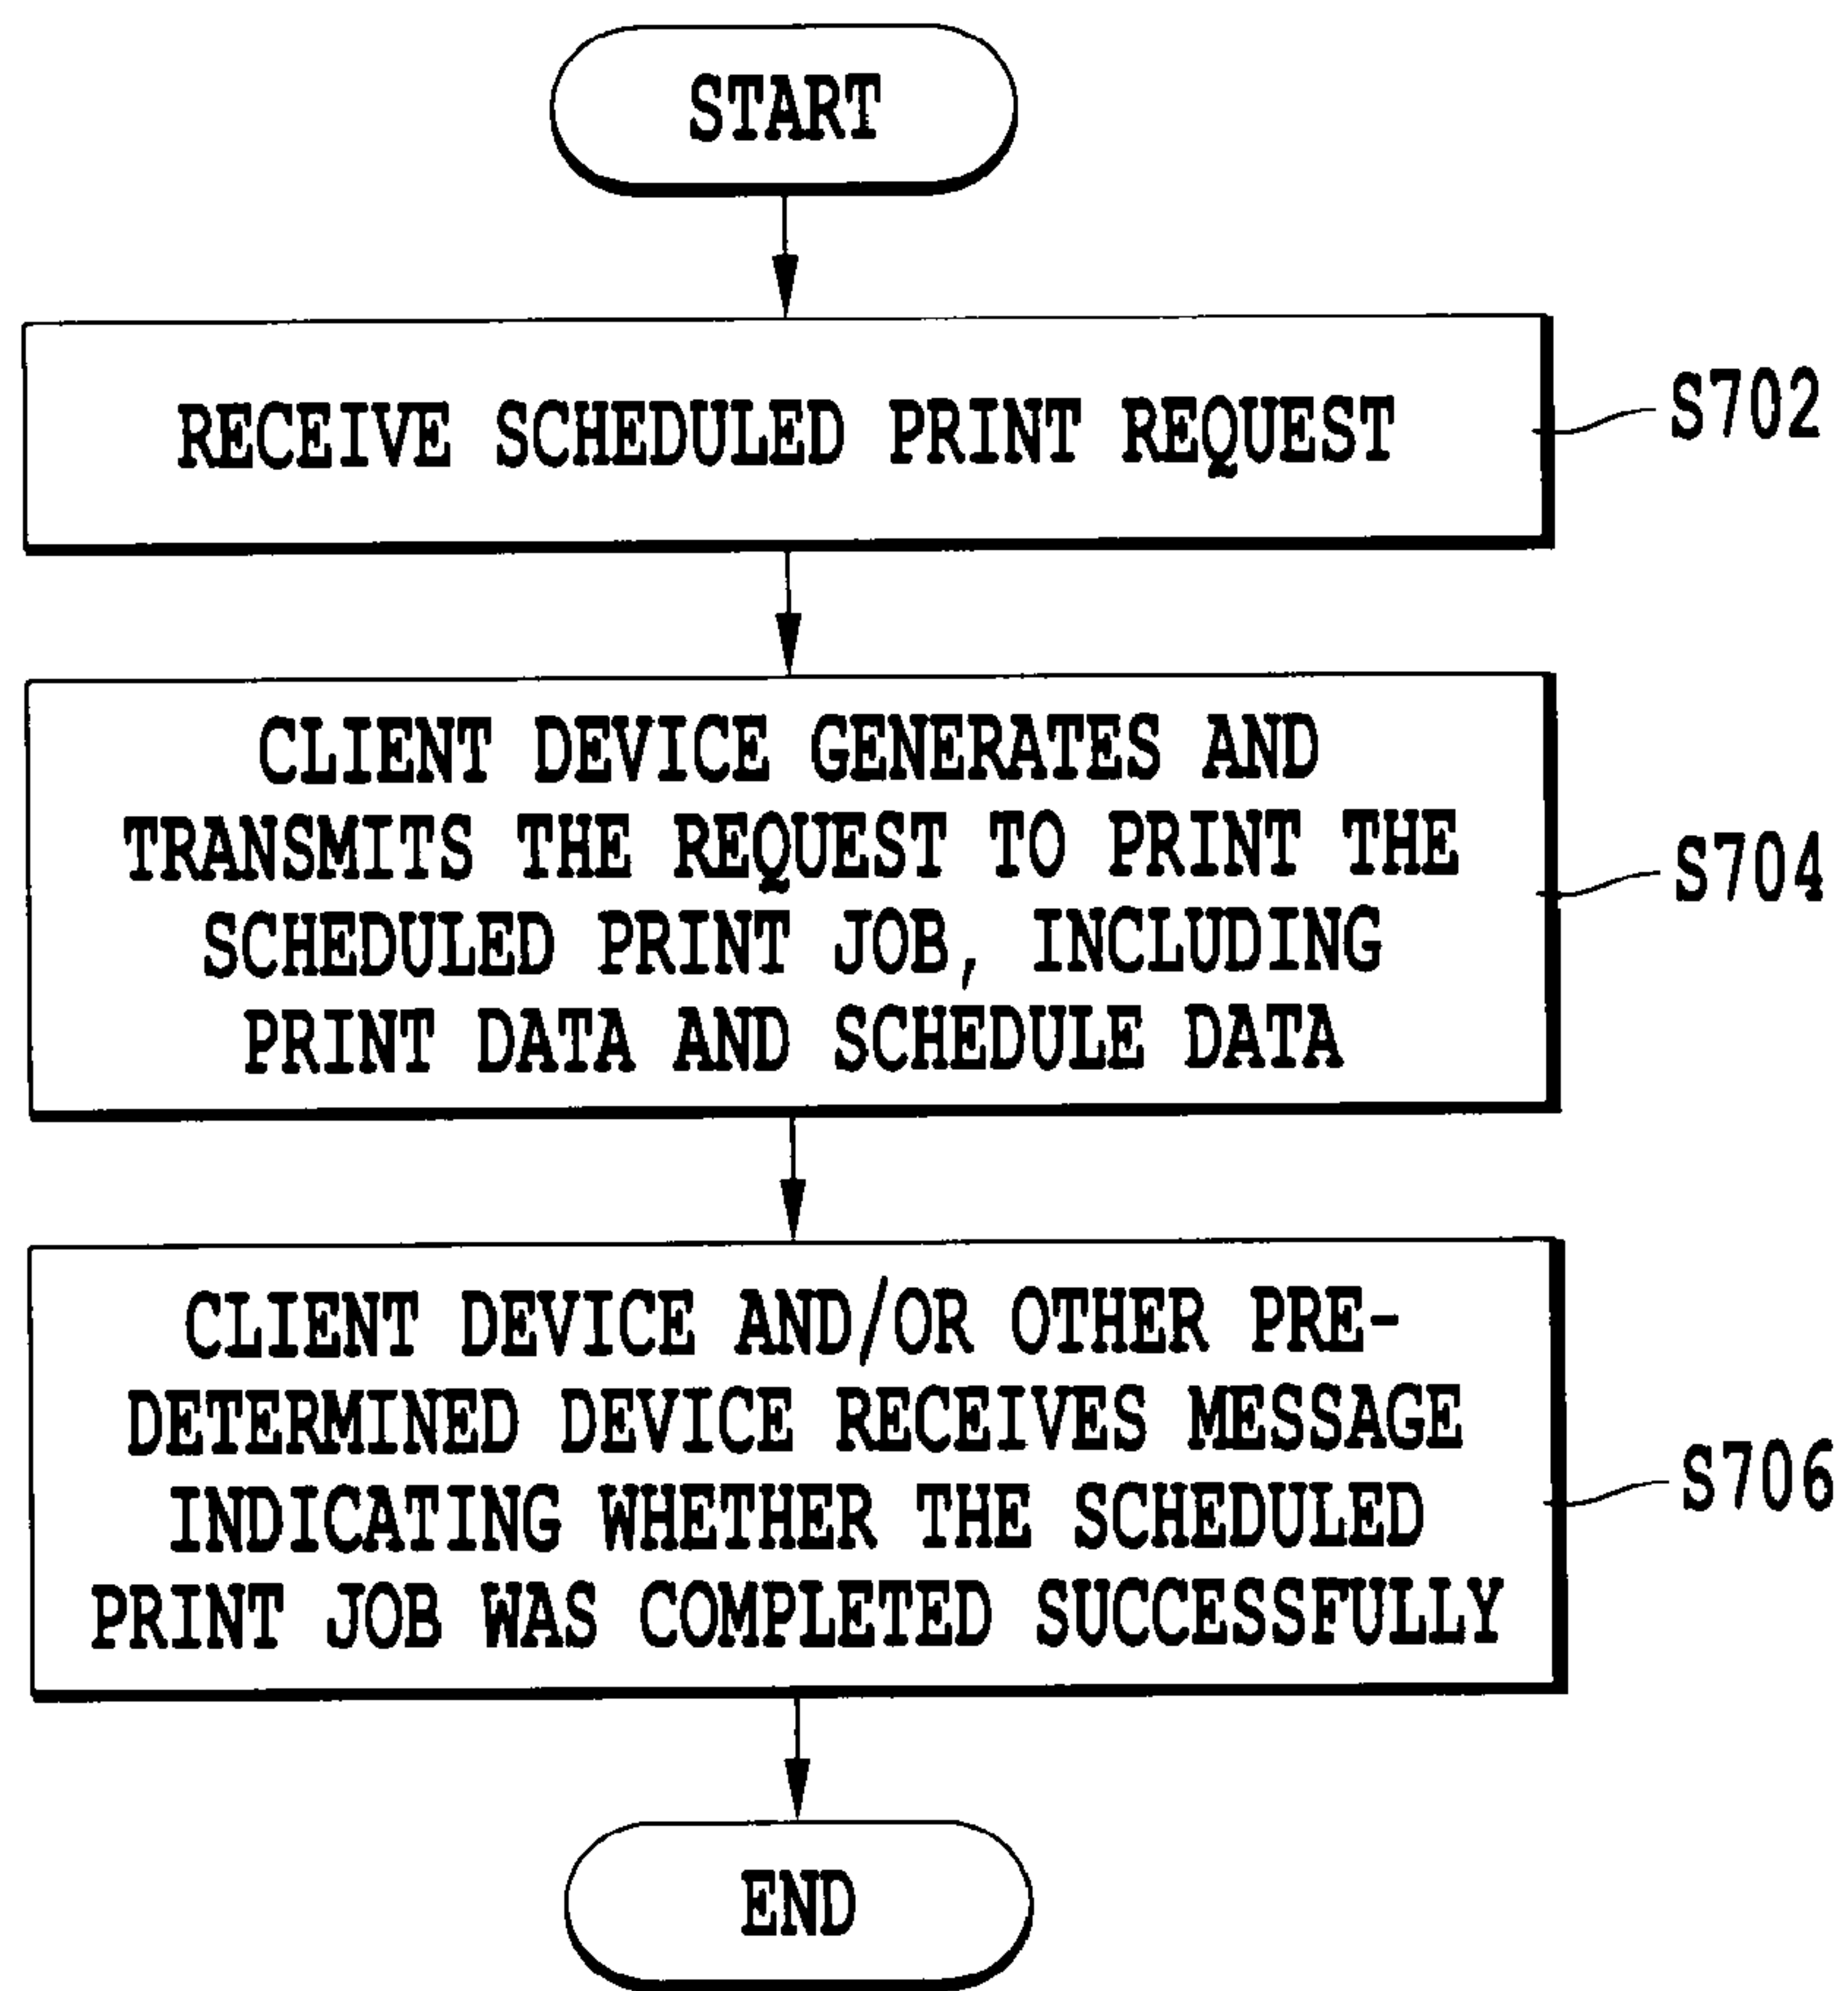 START
RECEIVE SCHEDULED PRINT REQUEST
S702
CLIENT DEVICE GENERATES AND
TRANSMITS THE REQUEST TO PRINT THE
SCHEDULED PRINT JOB, INCLUDING
PRINT DATA AND SCHEDULE DATA
S704
CLIENT DEVICE AND/OR OTHER PRE-
DETERMINED DEVICE RECEIVES MESSAGE
INDICATING WHETHER THE SCHEDULED
PRINT JOB WAS COMPLETED SUCCESSFULLY
S706
END